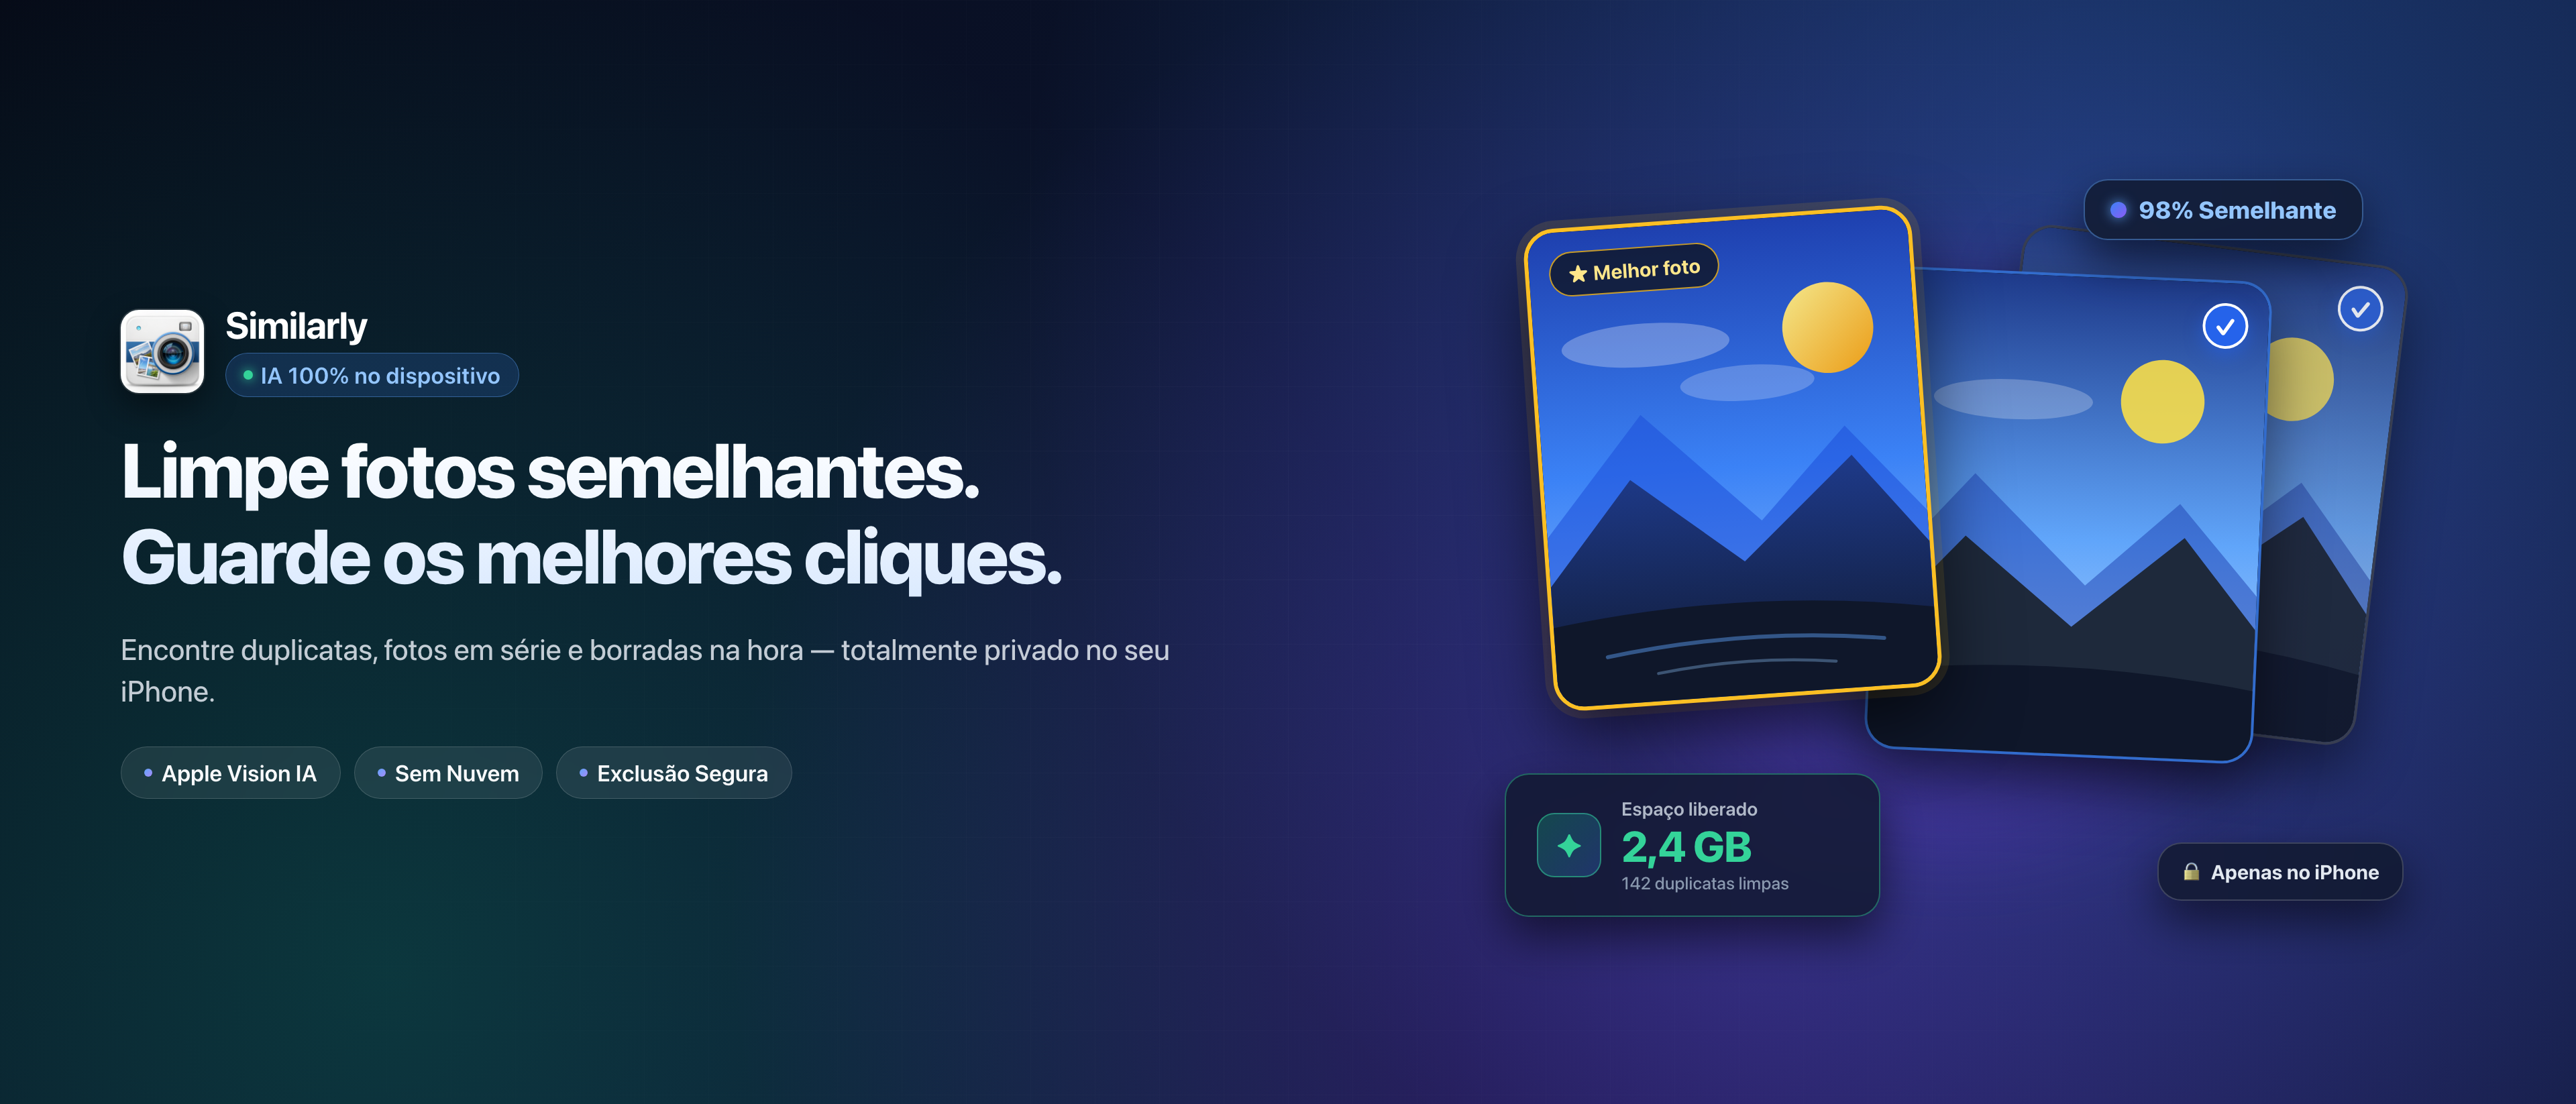 Similarly
IA 100% no dispositivo
Limpe fotos semelhantes.
Guarde os melhores cliques.
Encontre duplicatas, fotos em série e borradas na hora — totalmente privado no seu
iPhone.
Apple Vision IA
Sem Nuvem
Exclusão Segura
98% Semelhante
Melhor foto
Espaço liberado
2,4 GB
142 duplicatas limpas
Apenas no iPhone